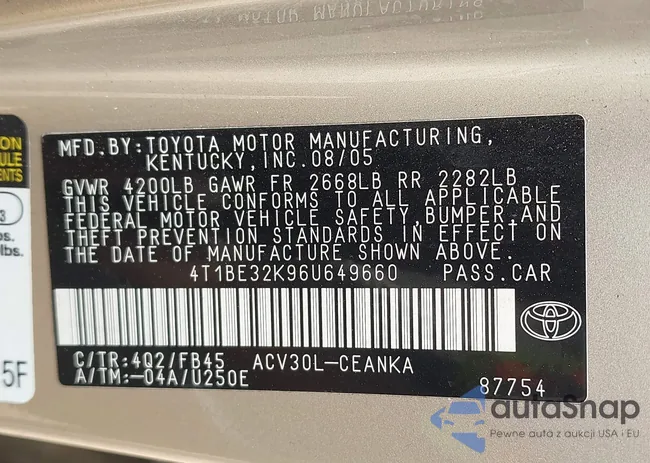 MFD.BY:TOYOTA MOTOR MANUFACTURING,
KENTUCKY,INC.08/05
GVWR 4200LB GAWR FR 2668LB RR 2282LB
THIS VEHICLE CONFORMS TO ALL APPLICABLE
FEDERAL MOTOR VEHICLE SAFETY,BUMPER,AND
THEFT PREVENTION STANDARDS IN EFFECT ON
THE DATE OF MANUFACTURE SHOWN ABOVE.
4T1BE32K96U649660 PASS.CAR
C/TR:4Q2/FB45 ACV30L-CEANKA
A/TM:-04A/U250E 87754
5F
autoSnap
Pewne auta z aukcji USA i EU